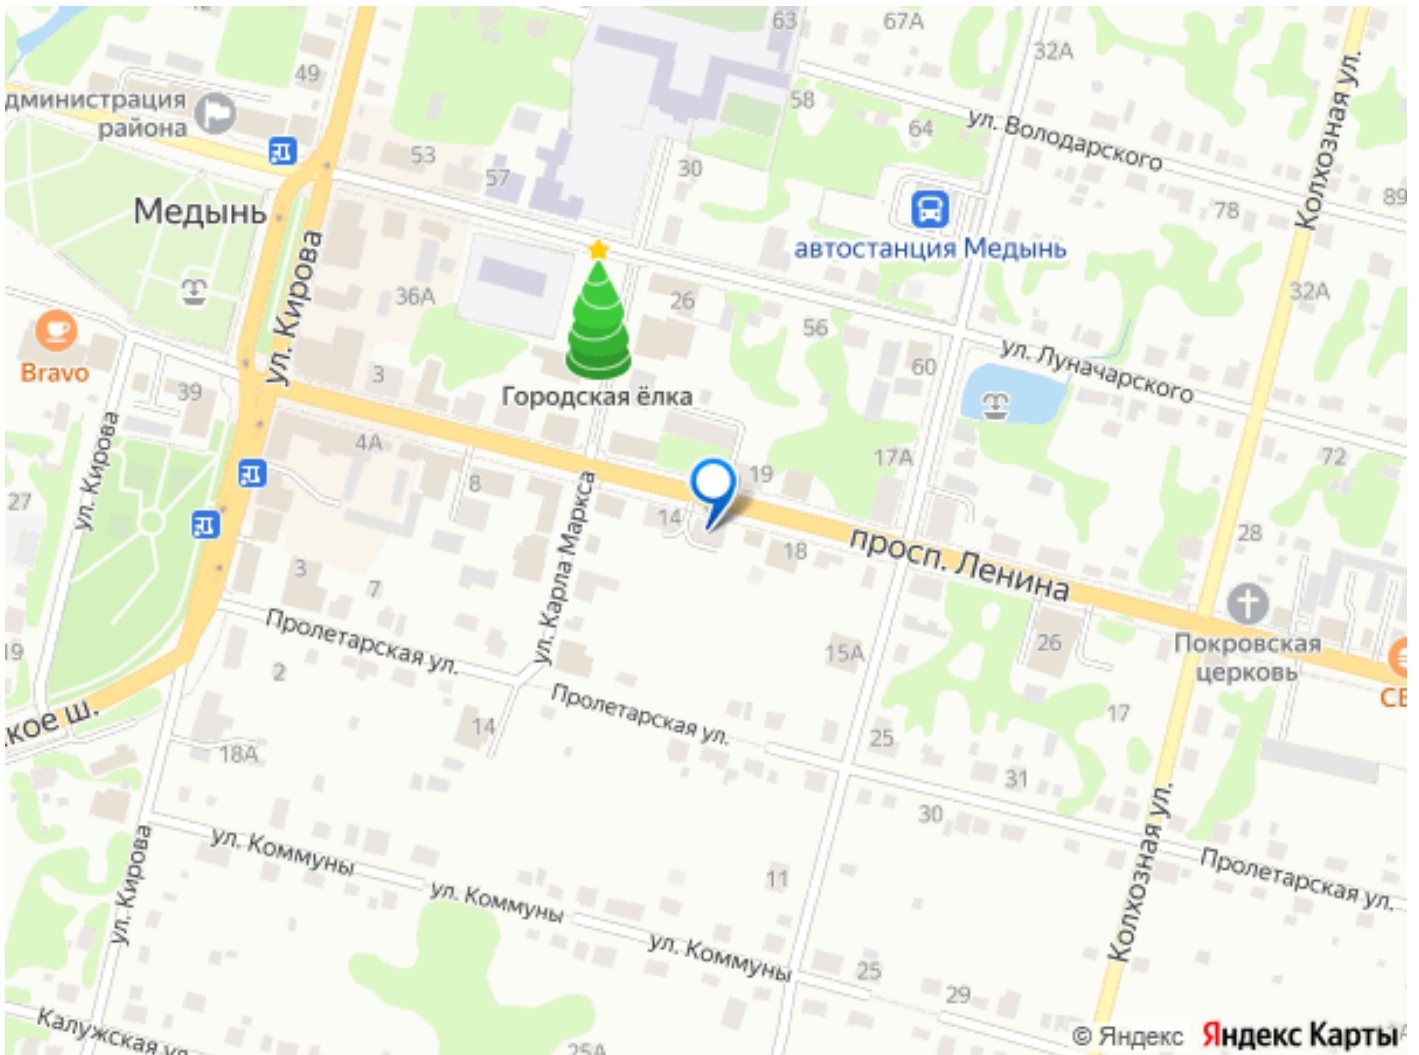 63
67А
32А
49
дминистрация
района
58
64
ул. Володарского
Колхозная ул.
53
57
30
89
78
Медынь
автостанция Медынь
ул. Кирова
36А
26
56
32А
ул. Луначарского
Bravo
3
39
60
Городская ёлка
ул. Кирова
4А
17А
72
27
8
19
ул. Карла Маркса
14
просп. Ленина
28
18
3
7
Пролетарская ул.
26
Покровская
церковь
15А
19
2
СЕ
Пролетарская ул.
кое ш.
14
17
18А
25
31
30
ул. Кирова
ул. Коммуны
Колхозная ул.
Пролетарская ул.
11
ул. Коммуны
ул. Коммуны
25
29
Калужская ул
25А
© Яндекс Яндекс Карты